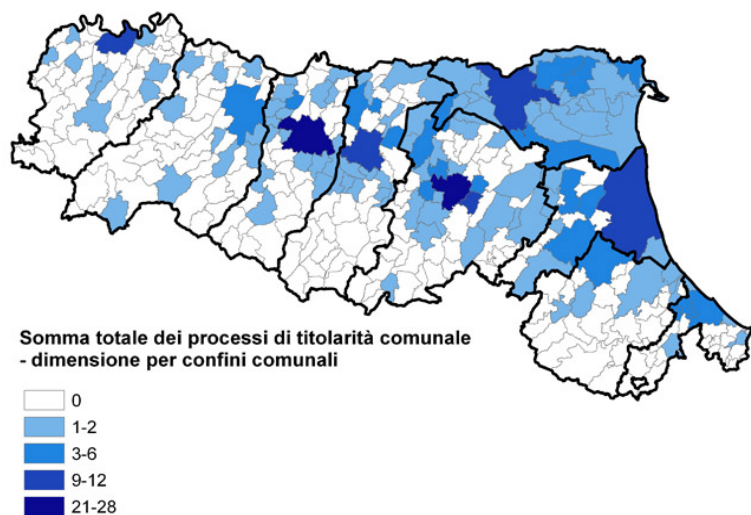 Somma totale dei processi di titolarità comunale
- dimensione per confini comunali
0
1-2
3-6
9-12
21-28